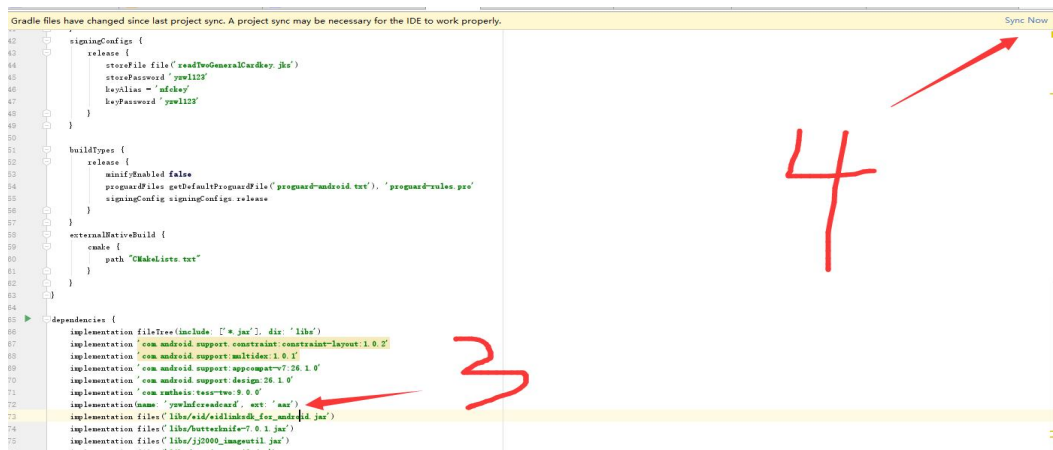 Gradle files have changed since last project sync. A project sync may be necessary for the IDE to work properly. Sync Now
42 signingConfigs {
43 release {
44 storeFile file('readTwoGeneralCardkey.jks')
45 storePassword 'yswl123'
46 keyAlias = 'nfckey'
47 keyPassword 'yswl123'
48 }
49 }
50
51 buildTypes {
52 release {
53 minifyEnabled false
54 proguardFiles getDefaultProguardFile('proguard-android.txt'), 'proguard-rules.pro'
55 signingConfig signingConfigs.release
56 }
57 }
58 externalNativeBuild {
59 cmake {
60 path "CMakeLists.txt"
61 }
62 }
63 }
64
65 dependencies {
66 implementation fileTree(include: ['*.jar'], dir: 'libs')
67 implementation 'com.android.support.constraint:constraint-layout:1.0.2'
68 implementation 'com.android.support:multidex:1.0.1'
69 implementation 'com.android.support:appcompat-v7:26.1.0'
70 implementation 'com.android.support:design:26.1.0'
71 implementation 'com.rmtheis:tess-two:9.0.0'
72 implementation(name: 'yswlnfcreadcard', ext: 'aar')
73 implementation files('libs/eid/eidlinksdk_for_android.jar')
74 implementation files('libs/butterknife-7.0.1.jar')
75 implementation files('libs/jj2000_imageutil.jar')
3
4